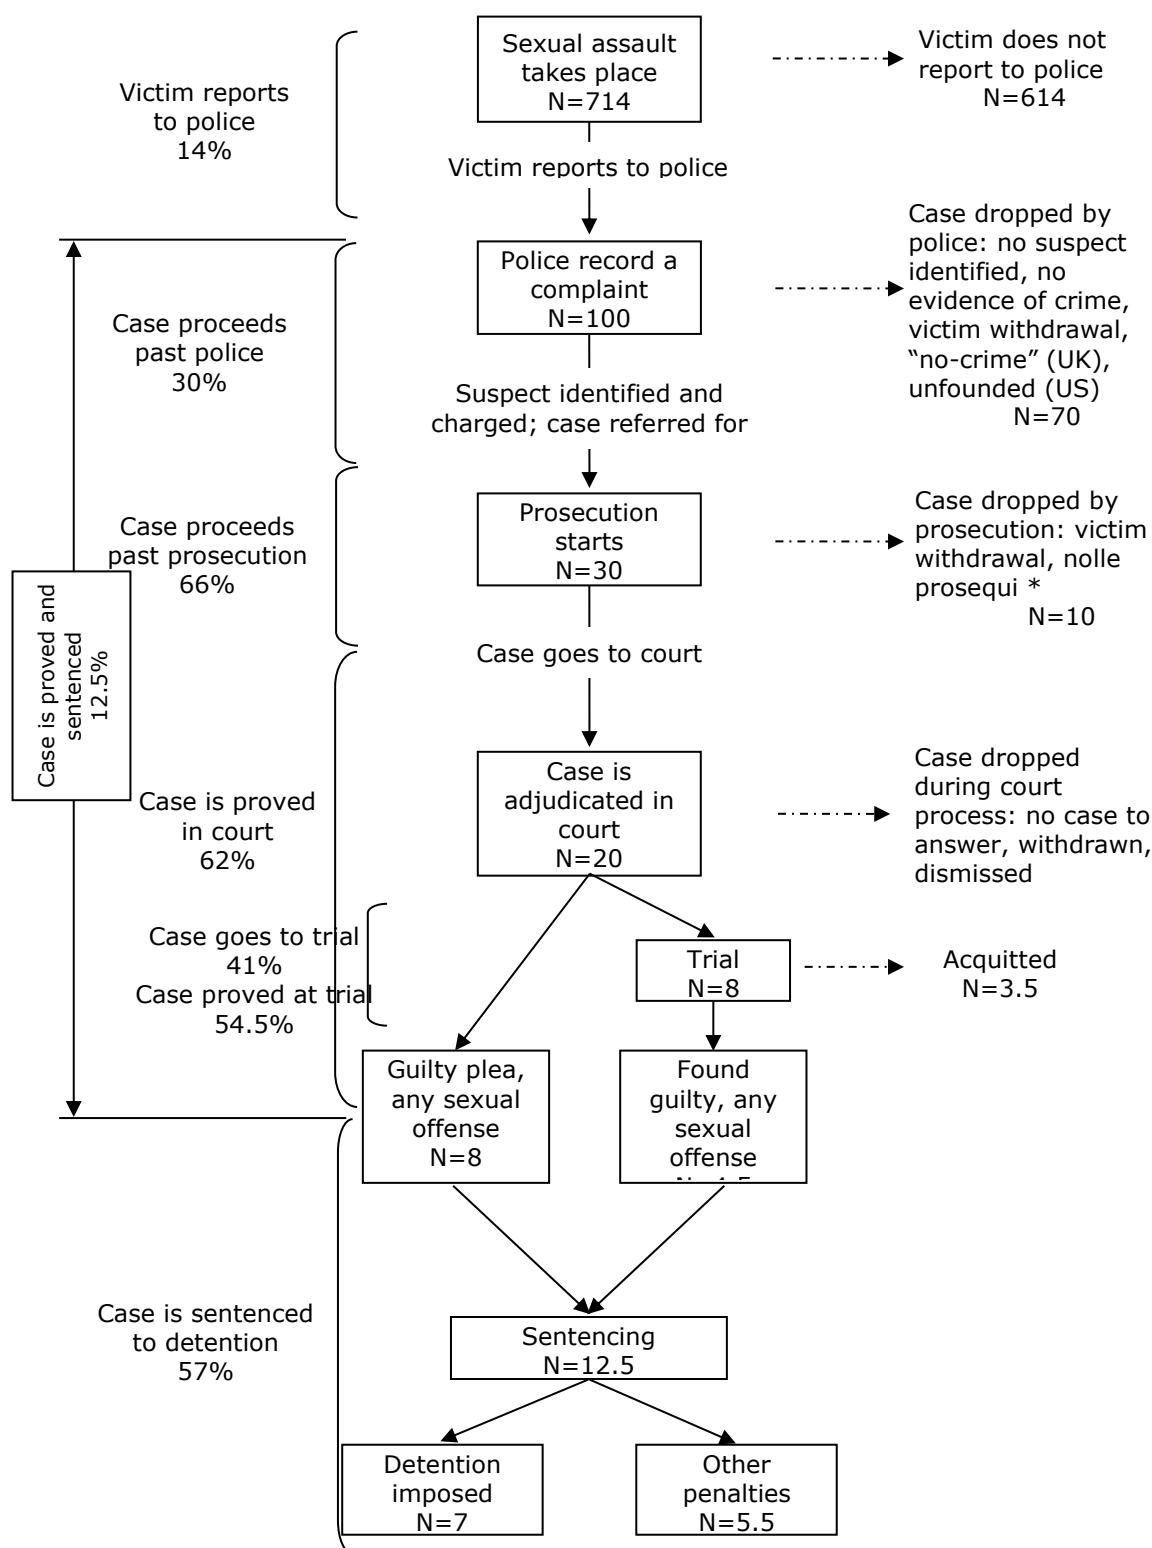 Sexual assault
takes place
N=714
Victim does not
report to police
N=614
Victim reports
to police
14%
Victim reports to police
Police record a
complaint
N=100
Case dropped by
police: no suspect
identified, no
evidence of crime,
victim withdrawal,
“no-crime” (UK),
unfounded (US)
N=70
Case proceeds
past police
30%
Suspect identified and
charged; case referred for
Prosecution
starts
N=30
Case dropped by
prosecution: victim
withdrawal, nolle
prosequi *
N=10
Case proceeds
past prosecution
66%
Case goes to court
Case is proved and
sentenced
12.5%
Case is
adjudicated in
court
N=20
Case dropped
during court
process: no case to
answer, withdrawn,
dismissed
Case is proved
in court
62%
Case goes to trial
41%
Case proved at trial
54.5%
Trial
N=8
Acquitted
N=3.5
Guilty plea,
any sexual
offense
N=8
Found
guilty, any
sexual
offense
Case is sentenced
to detention
57%
Sentencing
N=12.5
Detention
imposed
N=7
Other
penalties
N=5.5